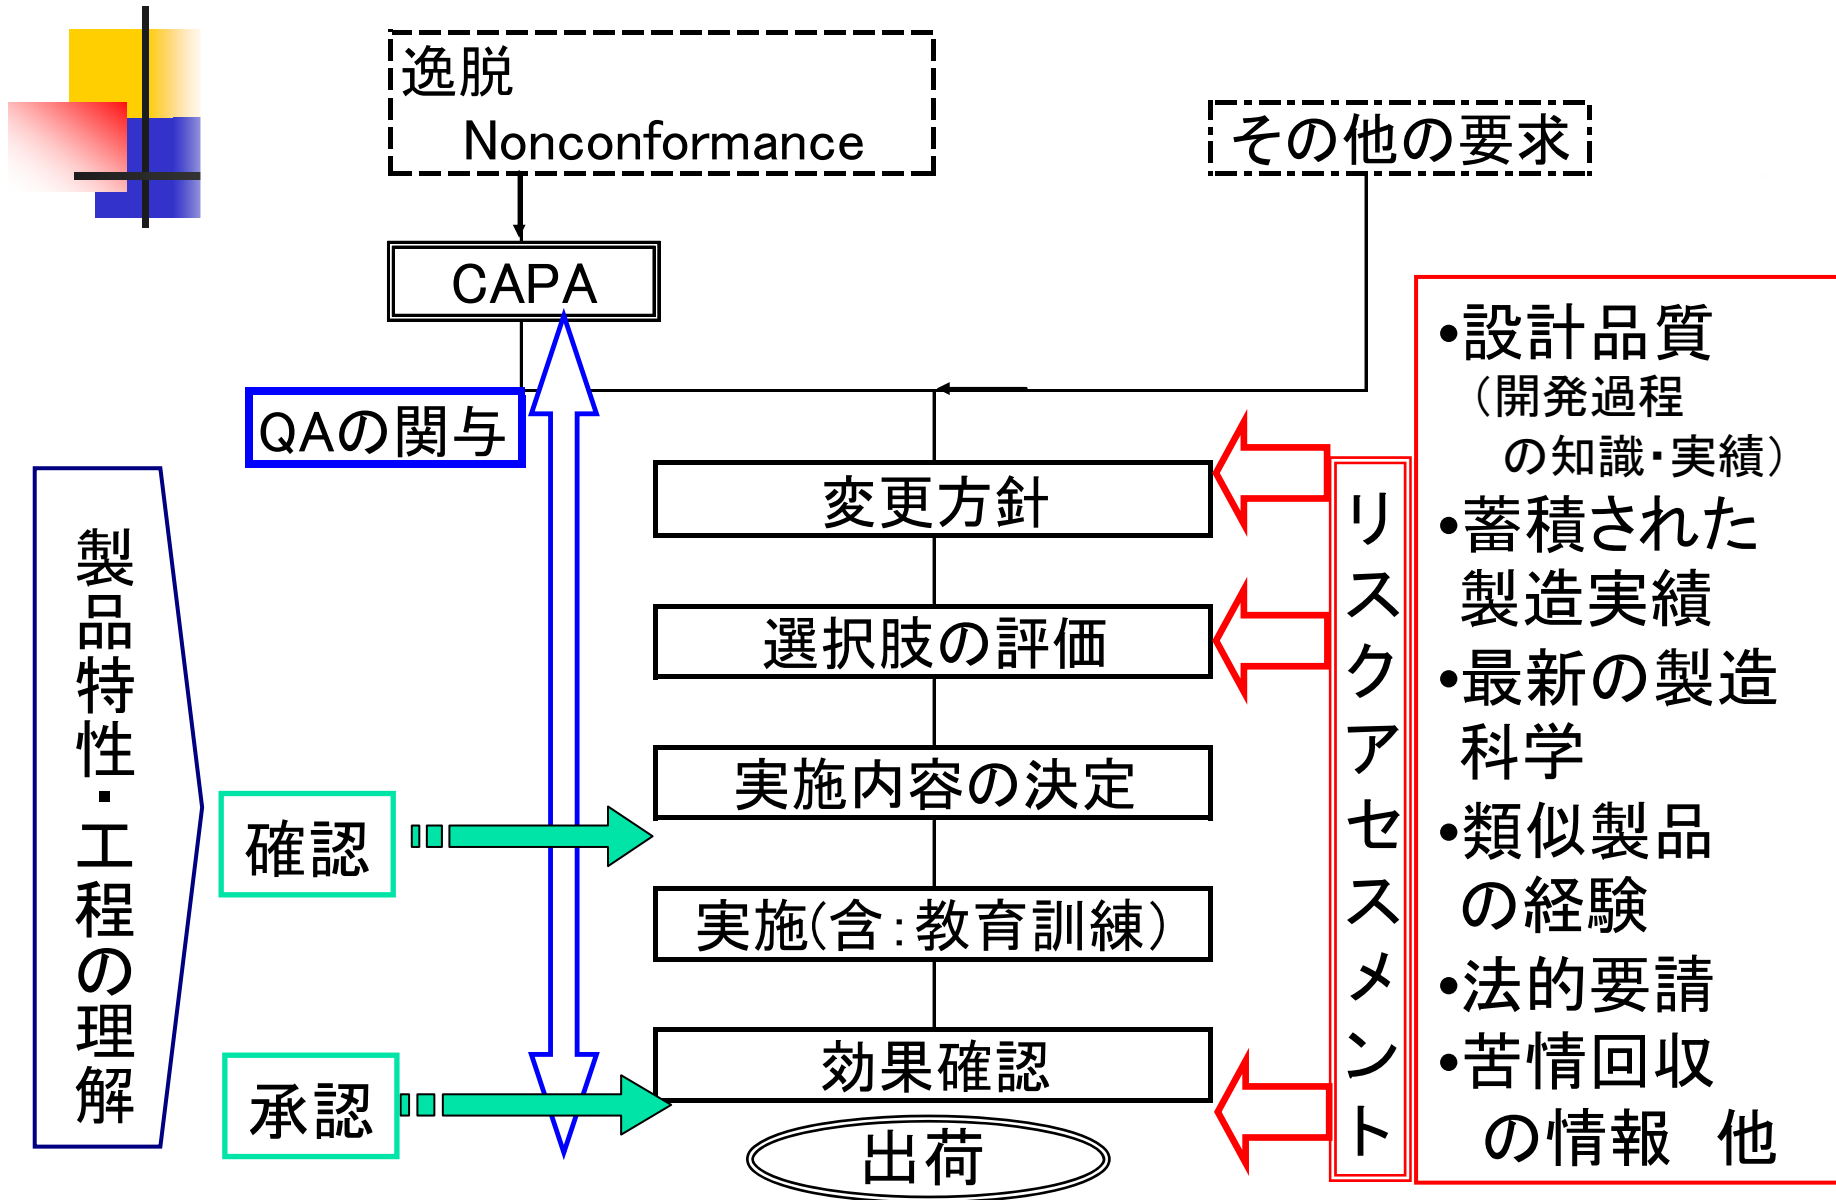 逸脱
Nonconformance
その他の要求
CAPA
QAの関与
変更方針
選択肢の評価
実施内容の決定
実施(含:教育訓練)
効果確認
出荷
製品特性・工程の理解
確認
承認
リスクアセスメント
•設計品質
(開発過程
の知識・実績)
•蓄積された
製造実績
•最新の製造
科学
•類似製品
の経験
•法的要請
•苦情回収
の情報 他